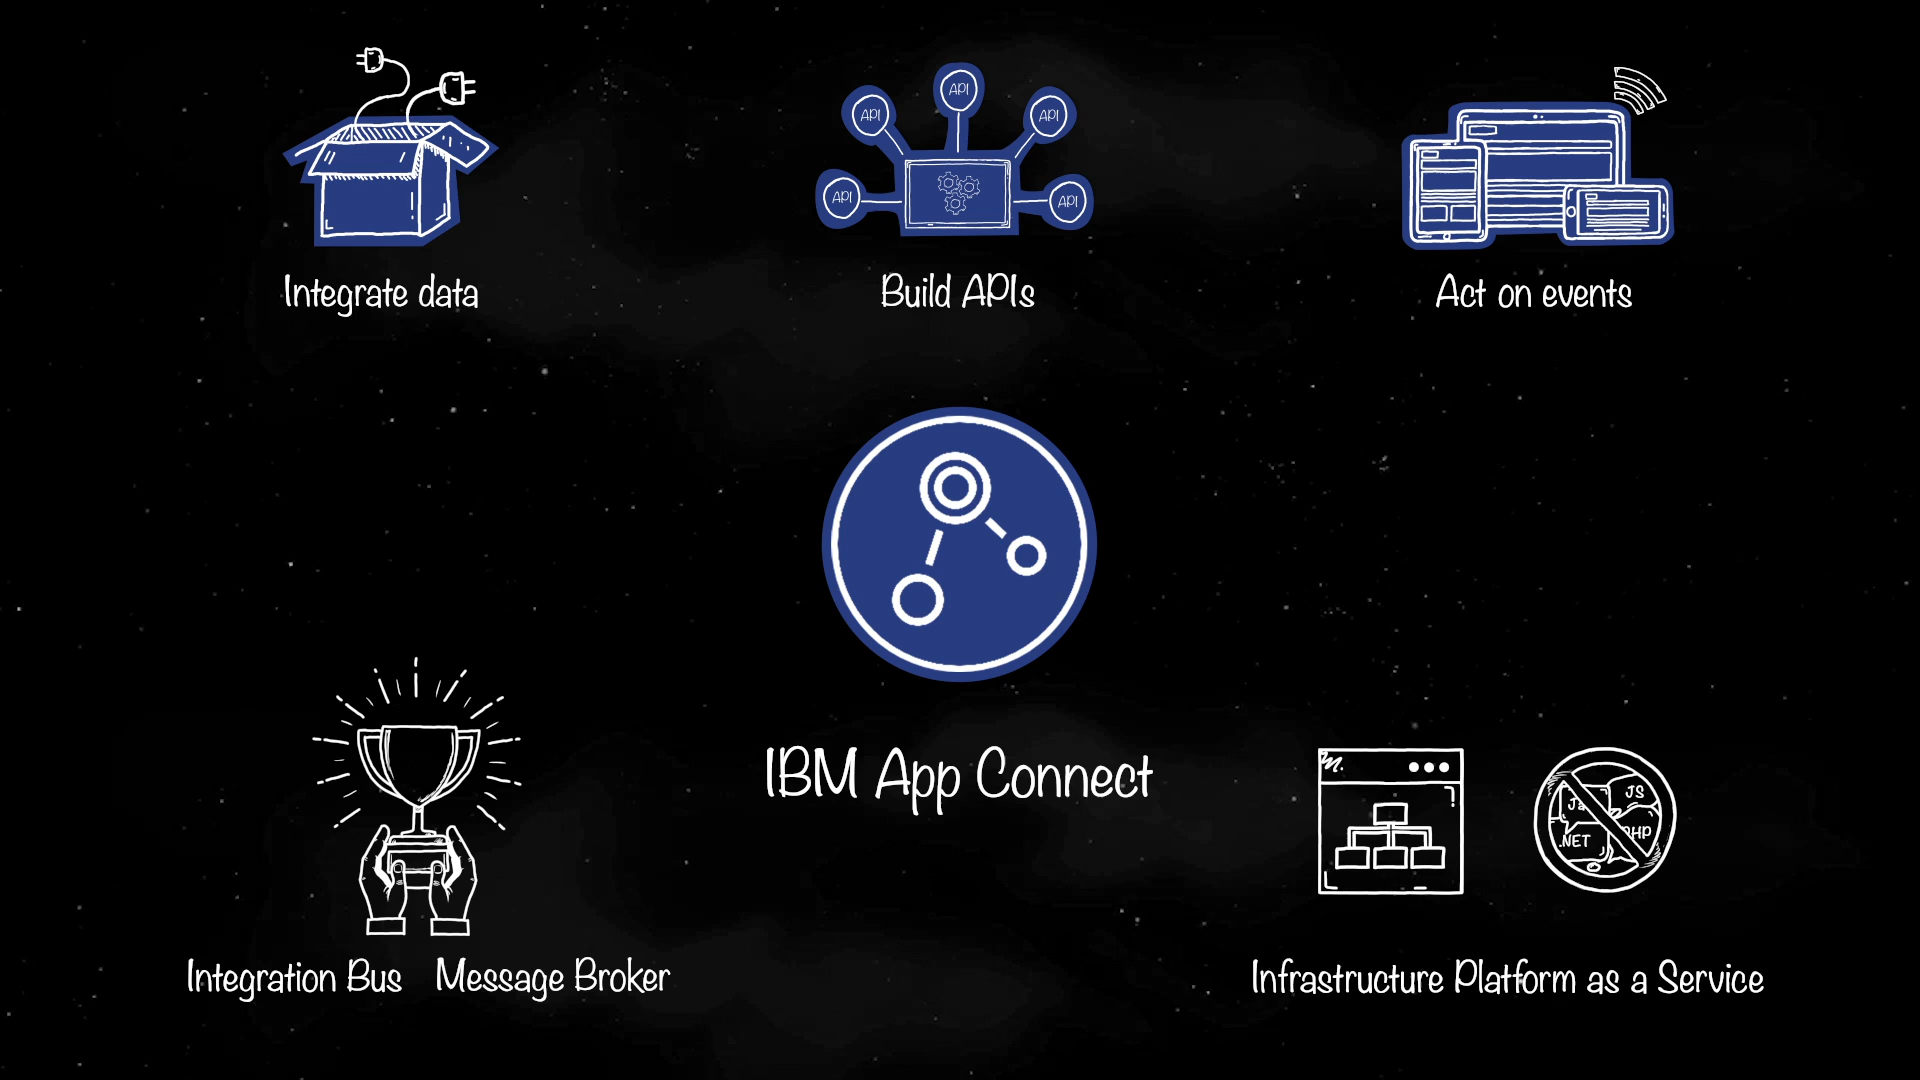 API
API
API
API
API
Integrate data
Build APIs
Act on events
IBM App Connect
JS
.NET
Integration Bus
Message Broker
Infrastructure Platform as a Service